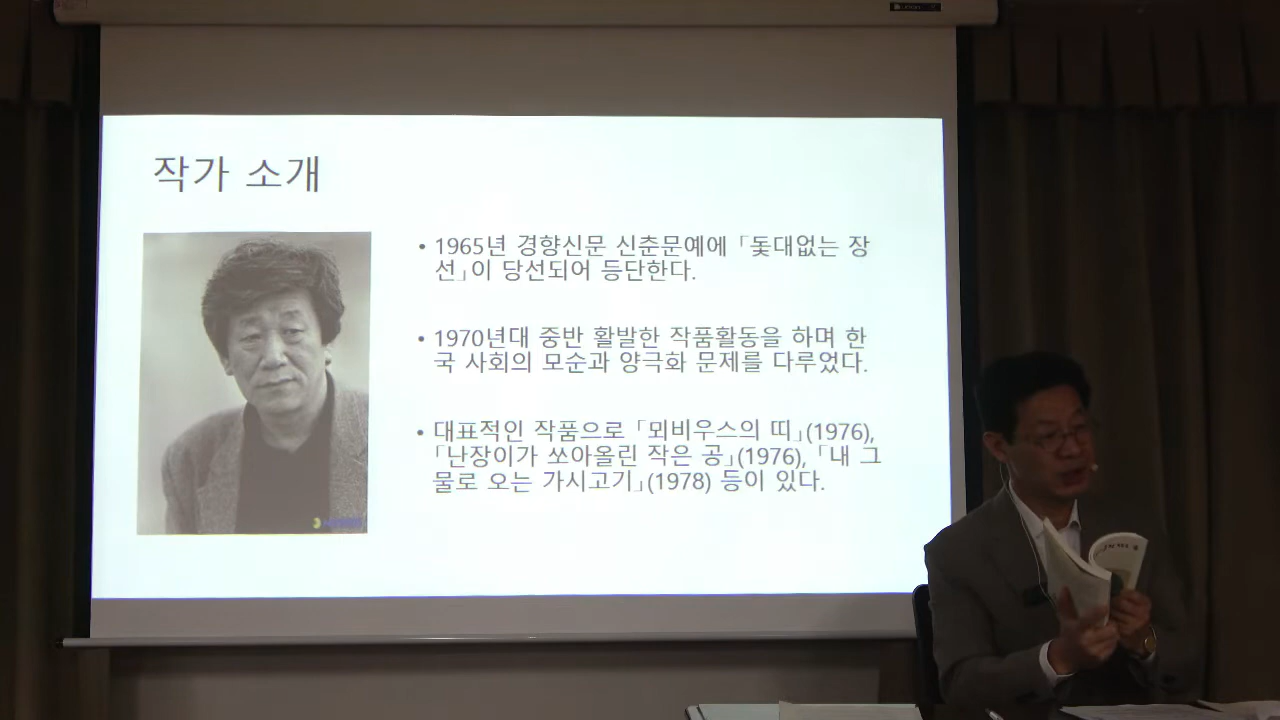 작가 소개
• 1965년 경향신문 신춘문예에 「돛대없는 장
선」이 당선되어 등단한다.
• 1970년대 중반 활발한 작품활동을 하며 한
국 사회의 모순과 양극화 문제를 다루었다.
• 대표적인 작품으로 「뫼비우스의 띠」(1976),
「난장이가 쏘아올린 작은 공」(1976), 「내 그
물로 오는 가시고기」(1978) 등이 있다.